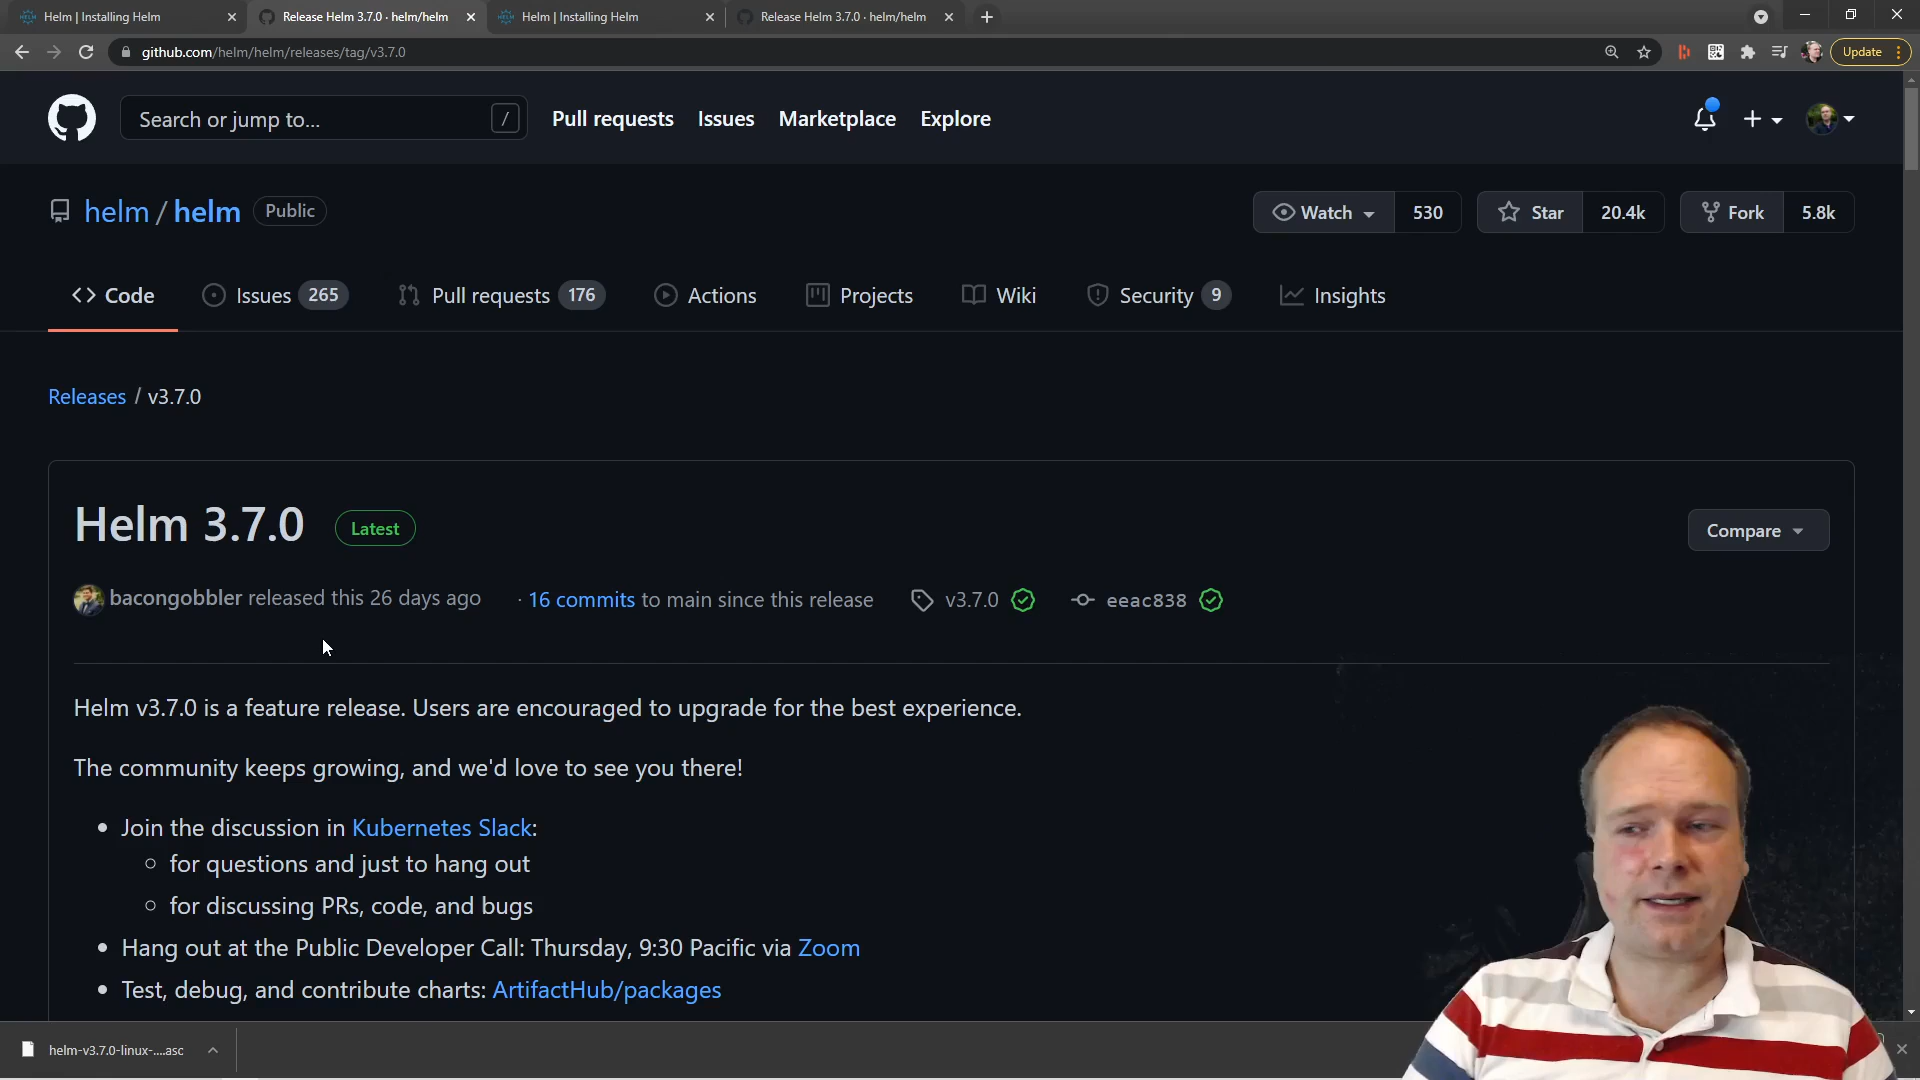 Helm | Installing Helm
Release Helm 3.7.0 · helm/helm
Helm | Installing Helm
Release Helm 3.7.0 · helm/helm
github.com/helm/helm/releases/tag/v3.7.0
Update
Search or jump to...
/
Pull requests
Issues
Marketplace
Explore
helm / helm
Public
Watch
530
Star
20.4k
Fork
5.8k
Code
Issues 265
Pull requests 176
Actions
Projects
Wiki
Security 9
Insights
Releases / v3.7.0
Helm 3.7.0
Latest
Compare
bacongobbler released this 26 days ago
· 16 commits to main since this release
v3.7.0
eeac838
Helm v3.7.0 is a feature release. Users are encouraged to upgrade for the best experience.
The community keeps growing, and we'd love to see you there!
• Join the discussion in Kubernetes Slack:
○ for questions and just to hang out
○ for discussing PRs, code, and bugs
• Hang out at the Public Developer Call: Thursday, 9:30 Pacific via Zoom
• Test, debug, and contribute charts: ArtifactHub/packages
helm-v3.7.0-linux-....asc